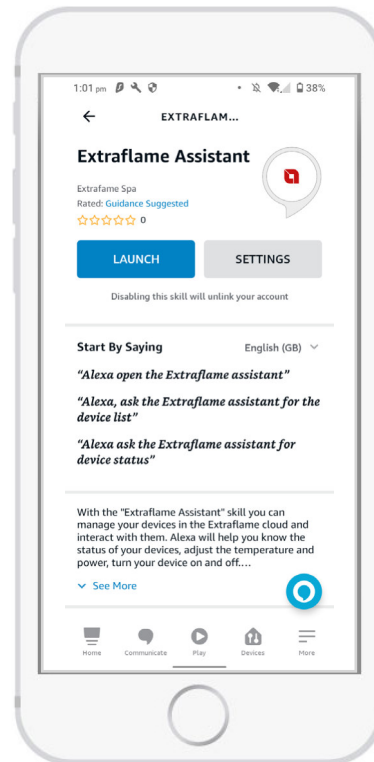 1:01 pm 38%
EXTRAFLAM...
Extraflame Assistant
Extrafame Spa
Rated: Guidance Suggested
0
LAUNCH SETTINGS
Disabling this skill will unlink your account
Start By Saying English (GB)
“Alexa open the Extraflame assistant”
“Alexa, ask the Extraflame assistant for the
device list”
“Alexa ask the Extraflame assistant for
device status”
With the "Extraflame Assistant" skill you can
manage your devices in the Extraflame cloud and
interact with them. Alexa will help you know the
status of your devices, adjust the temperature and
power, turn your device on and off....
See More
Home Communicate Play Devices More